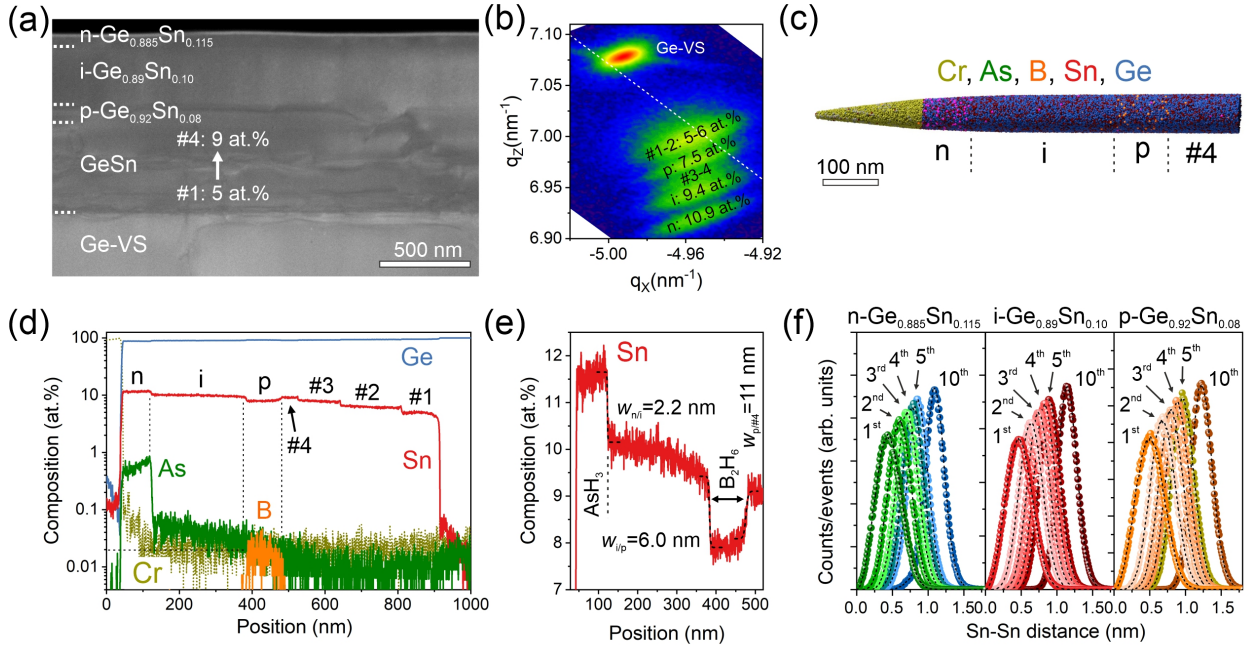 (a)
n-Ge0.885Sn0.115
i-Ge0.89Sn0.10
p-Ge0.92Sn0.08
#4: 9 at.%
GeSn
#1: 5 at.%
Ge-VS
500 nm
(b)
7.10
7.05
7.00
6.95
6.90
qZ(nm-1)
Ge-VS
#1-2: 5-6 at.%
p: 7.5 at.%
#3-4
i: 9.4 at.%
n: 10.9 at.%
-5.00
-4.96
-4.92
qX(nm-1)
(c)
Cr, As, B, Sn, Ge
n
i
p
#4
100 nm
(d)
100
10
1
0.1
0.01
Composition (at.%)
Ge
n
i
p
#3
#2
#1
#4
As
Sn
B
Cr
0
200
400
600
800
1000
Position (nm)
(e)
13
12
11
10
9
8
7
Composition (at.%)
Sn
wn/i=2.2 nm
wp/#4=11 nm
AsH3
B2H6
wi/p=6.0 nm
100
200
300
400
500
Position (nm)
(f)
n-Ge0.885Sn0.115
i-Ge0.89Sn0.10
p-Ge0.92Sn0.08
Counts/events (arb. units)
1st
2nd
3rd
4th
5th
10th
1st
2nd
3rd
4th
5th
10th
1st
2nd
3rd
4th
5th
10th
0.0
0.5
1.0
1.5
0.0
0.5
1.0
1.5
0.0
0.5
1.0
1.5
Sn-Sn distance (nm)